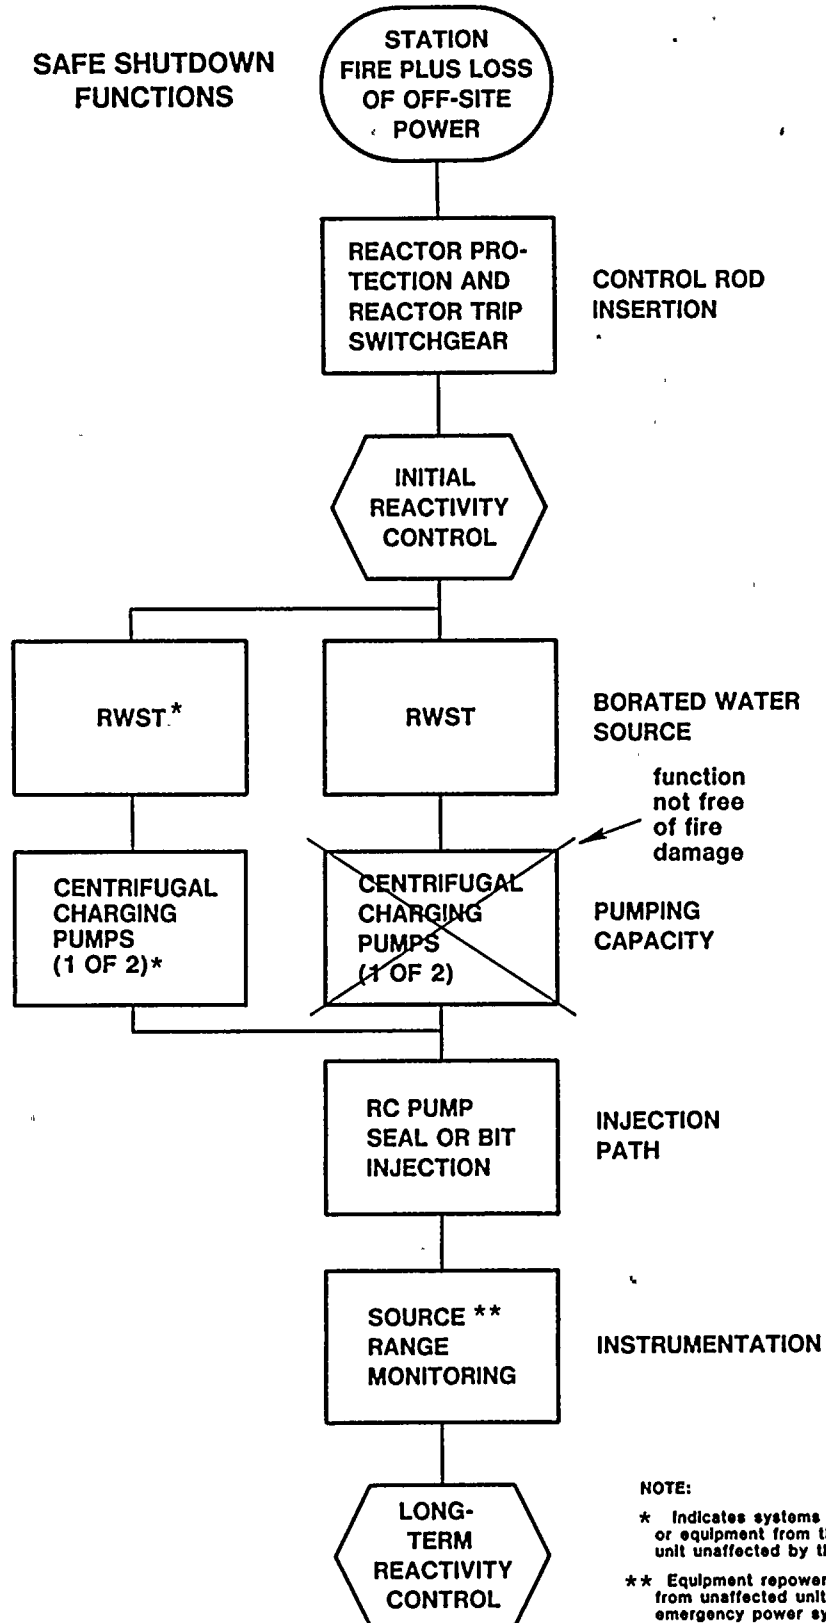 SAFE SHUTDOWN
FUNCTIONS
STATION
FIRE PLUS LOSS
OF OFF-SITE
POWER
REACTOR PRO-
TECTION AND
REACTOR TRIP
SWITCHGEAR
CONTROL ROD
INSERTION
INITIAL
REACTIVITY
CONTROL
RWST*
RWST
BORATED WATER
SOURCE
function
not free
of fire
damage
CENTRIFUGAL
CHARGING
PUMPS
(1 OF 2)*
CENTRIFUGAL
CHARGING
PUMPS
(1 OF 2)
PUMPING
CAPACITY
RC PUMP
SEAL OR BIT
INJECTION
INJECTION
PATH
SOURCE **
RANGE
MONITORING
INSTRUMENTATION
LONG-
TERM
REACTIVITY
CONTROL
NOTE:
* Indicates systems
or equipment from
unit unaffected by
** Equipment
from unaffected unit
emergency power